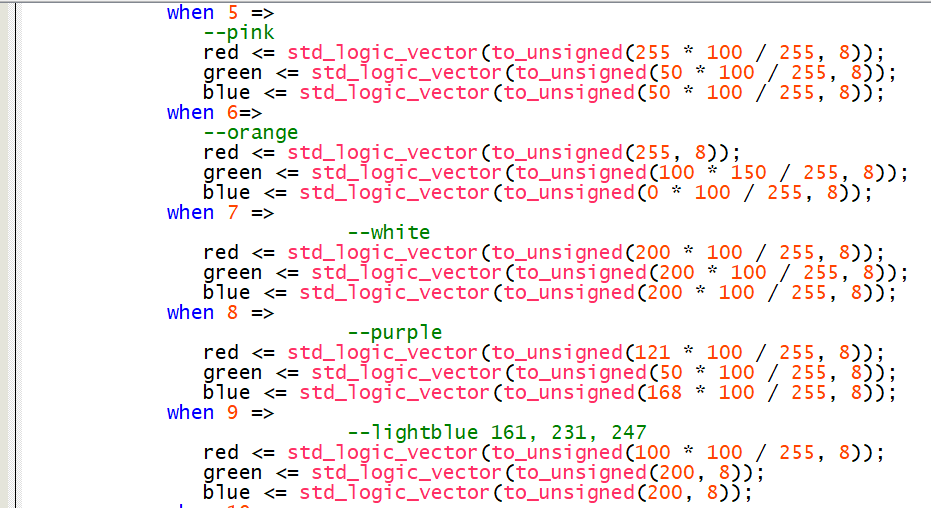 when 5 =>
--pink
red <= std_logic_vector(to_unsigned(255 * 100 / 255, 8));
green <= std_logic_vector(to_unsigned(50 * 100 / 255, 8));
blue <= std_logic_vector(to_unsigned(50 * 100 / 255, 8));
when 6=>
--orange
red <= std_logic_vector(to_unsigned(255, 8));
green <= std_logic_vector(to_unsigned(100 * 150 / 255, 8));
blue <= std_logic_vector(to_unsigned(0 * 100 / 255, 8));
when 7 =>
--white
red <= std_logic_vector(to_unsigned(200 * 100 / 255, 8));
green <= std_logic_vector(to_unsigned(200 * 100 / 255, 8));
blue <= std_logic_vector(to_unsigned(200 * 100 / 255, 8));
when 8 =>
--purple
red <= std_logic_vector(to_unsigned(121 * 100 / 255, 8));
green <= std_logic_vector(to_unsigned(50 * 100 / 255, 8));
blue <= std_logic_vector(to_unsigned(168 * 100 / 255, 8));
when 9 =>
--lightblue 161, 231, 247
red <= std_logic_vector(to_unsigned(100 * 100 / 255, 8));
green <= std_logic_vector(to_unsigned(200, 8));
blue <= std_logic_vector(to_unsigned(200, 8));